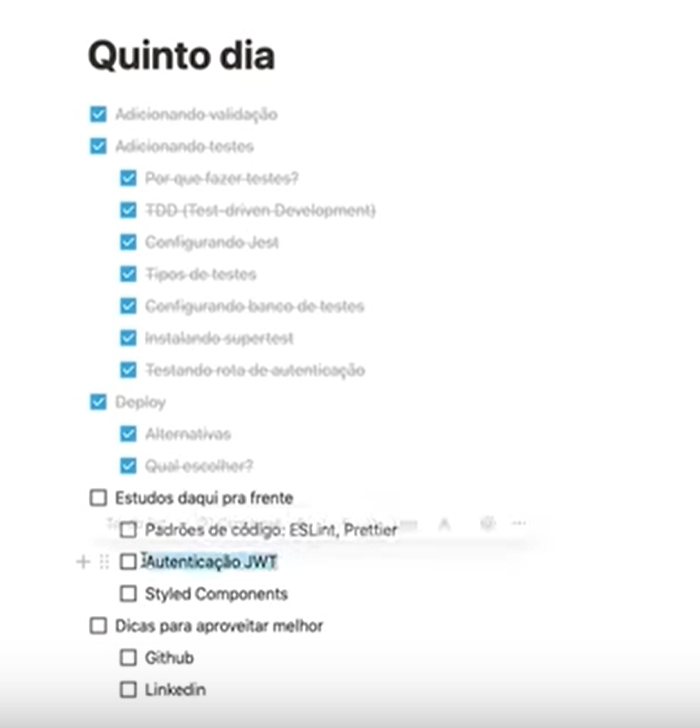 Quinto dia
Adicionando validação
Adicionando testes
Por que fazer testes?
TDD (Test-driven Development)
Configurando Jest
Tipos de testes
Configurando banco de testes
Instalando supertest
Testando rota de autenticação
Deploy
Alternativas
Qual escolher?
Estudos daqui pra frente
Padrões de código: ESLint, Prettier
Autenticação JWT
Styled Components
Dicas para aproveitar melhor
Github
Linkedin